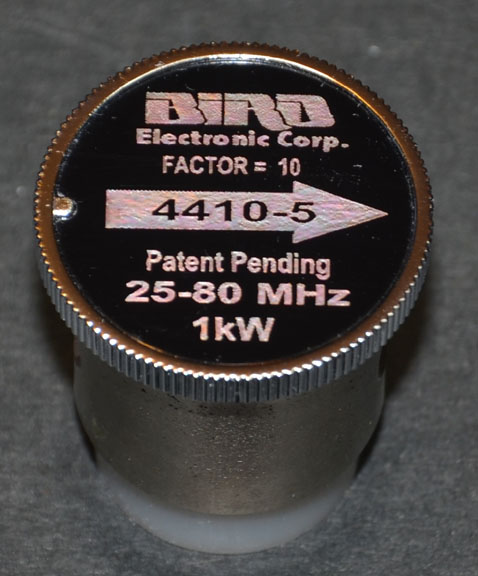 BIRD
Electronic Corp.
FACTOR = 10
4410-5
Patent Pending
25-80 MHz
1kW